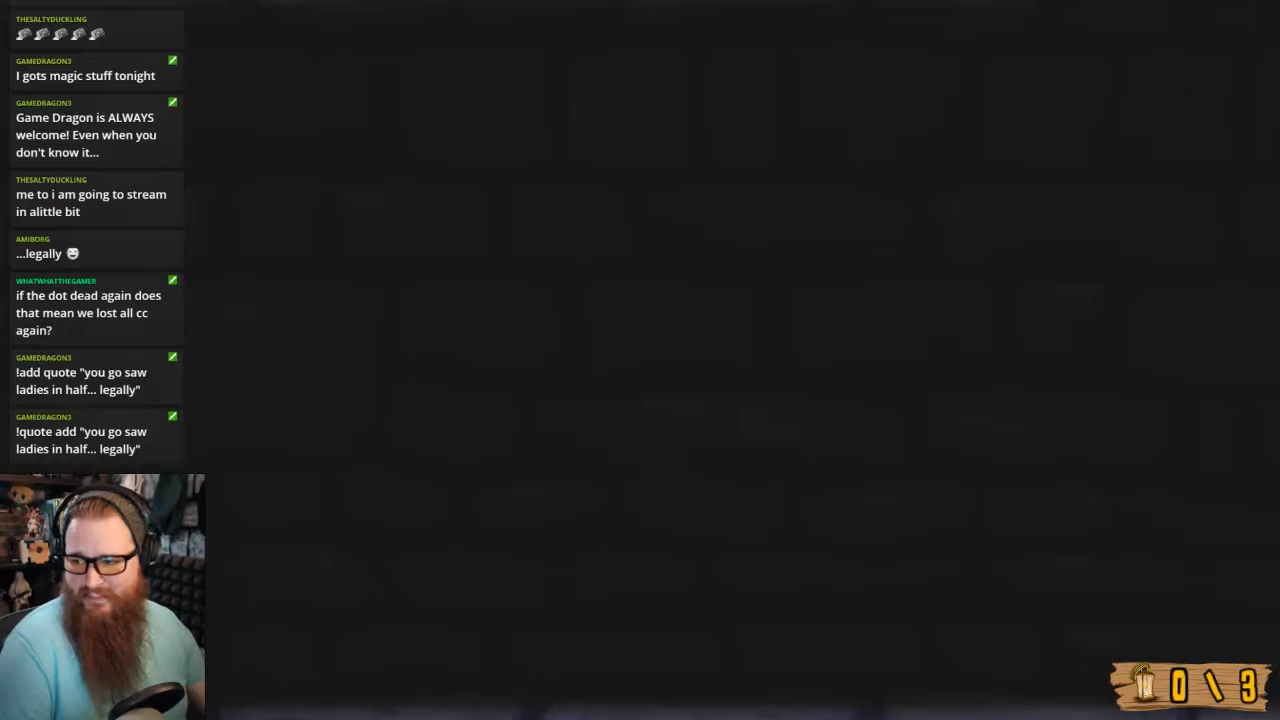 THESALTYDUCKLING
GAMEDRAGON3
I gots magic stuff tonight
GAMEDRAGON3
Game Dragon is ALWAYS
welcome! Even when you
don't know it...
THESALTYDUCKLING
me to i am going to stream
in alittle bit
AMIBORG
...legally
WHATWHATTHEGAMER
if the dot dead again does
that mean we lost all cc
again?
GAMEDRAGON3
!add quote "you go saw
ladies in half... legally"
GAMEDRAGON3
!quote add "you go saw
ladies in half... legally"
0 \ 3